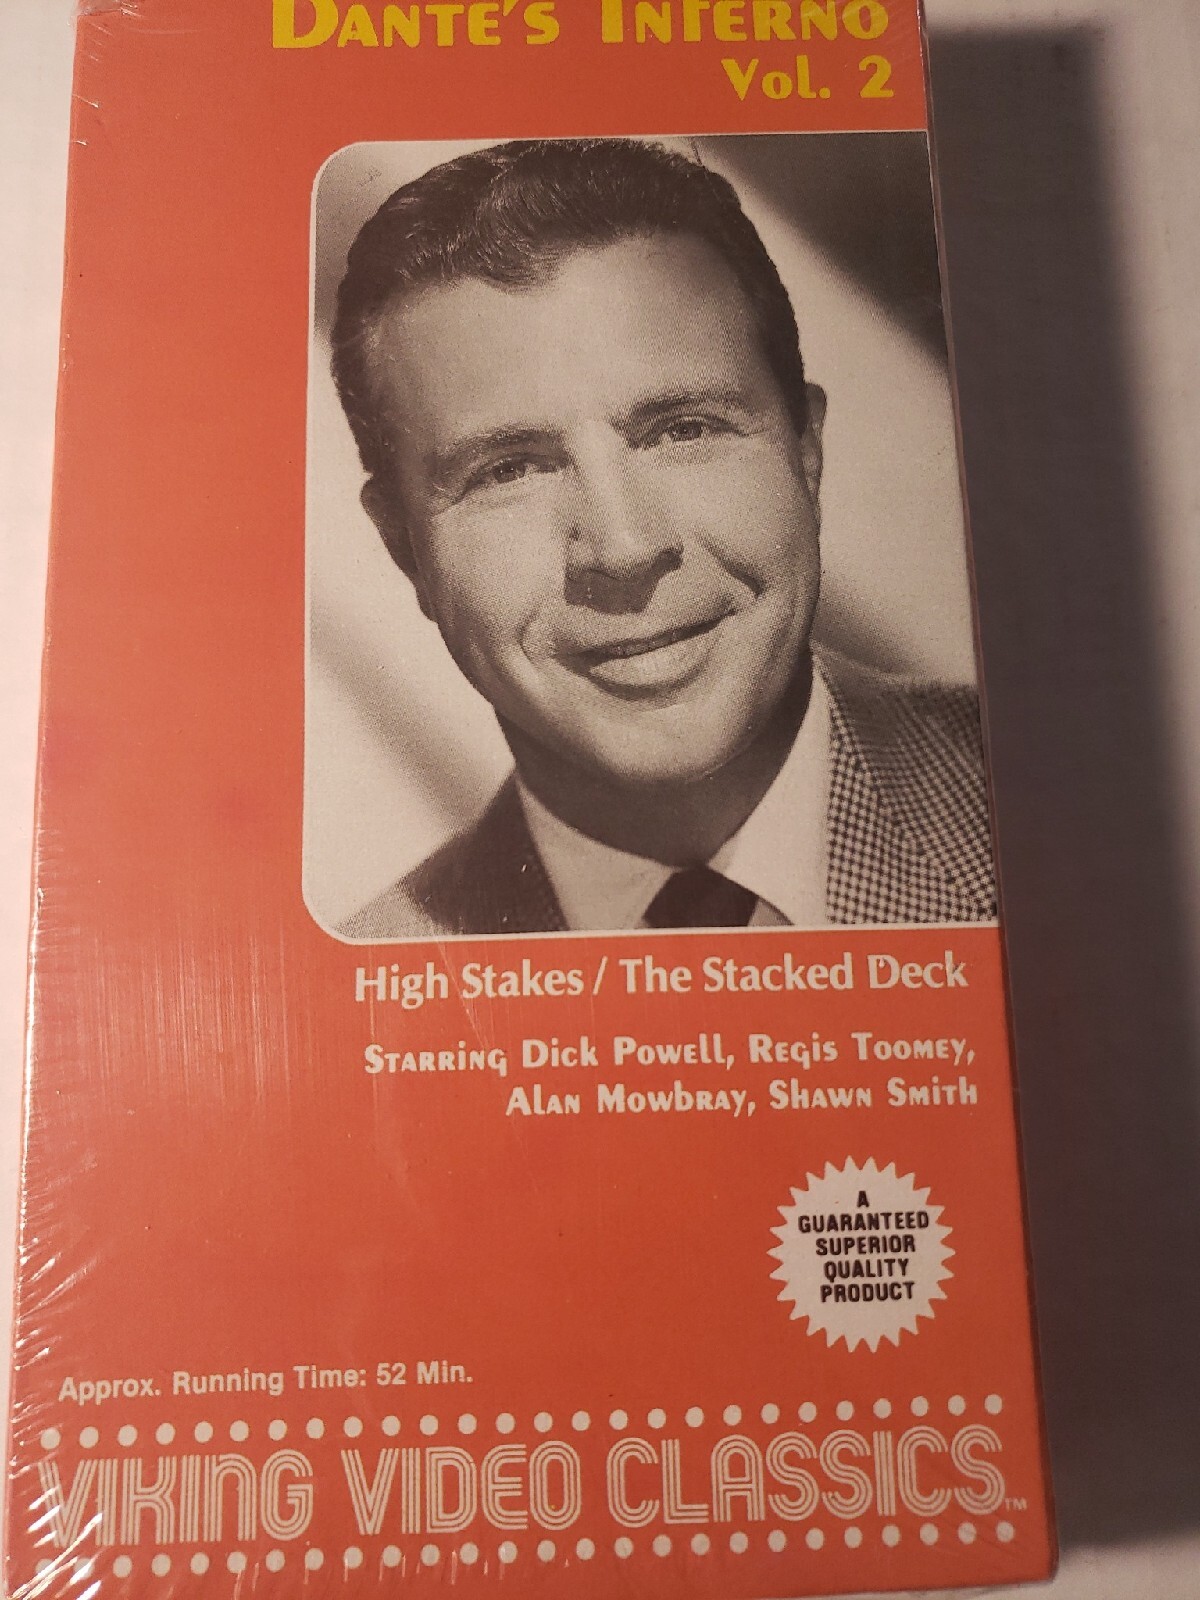 Dante's Inferno
Vol. 2
High Stakes / The Stacked Deck
Starring Dick Powell, Regis Toomey,
Alan Mowbray, Shawn Smith
A
GUARANTEED
SUPERIOR
QUALITY
PRODUCT
Approx. Running Time: 52 Min.
VIKING VIDEO CLASSICS™